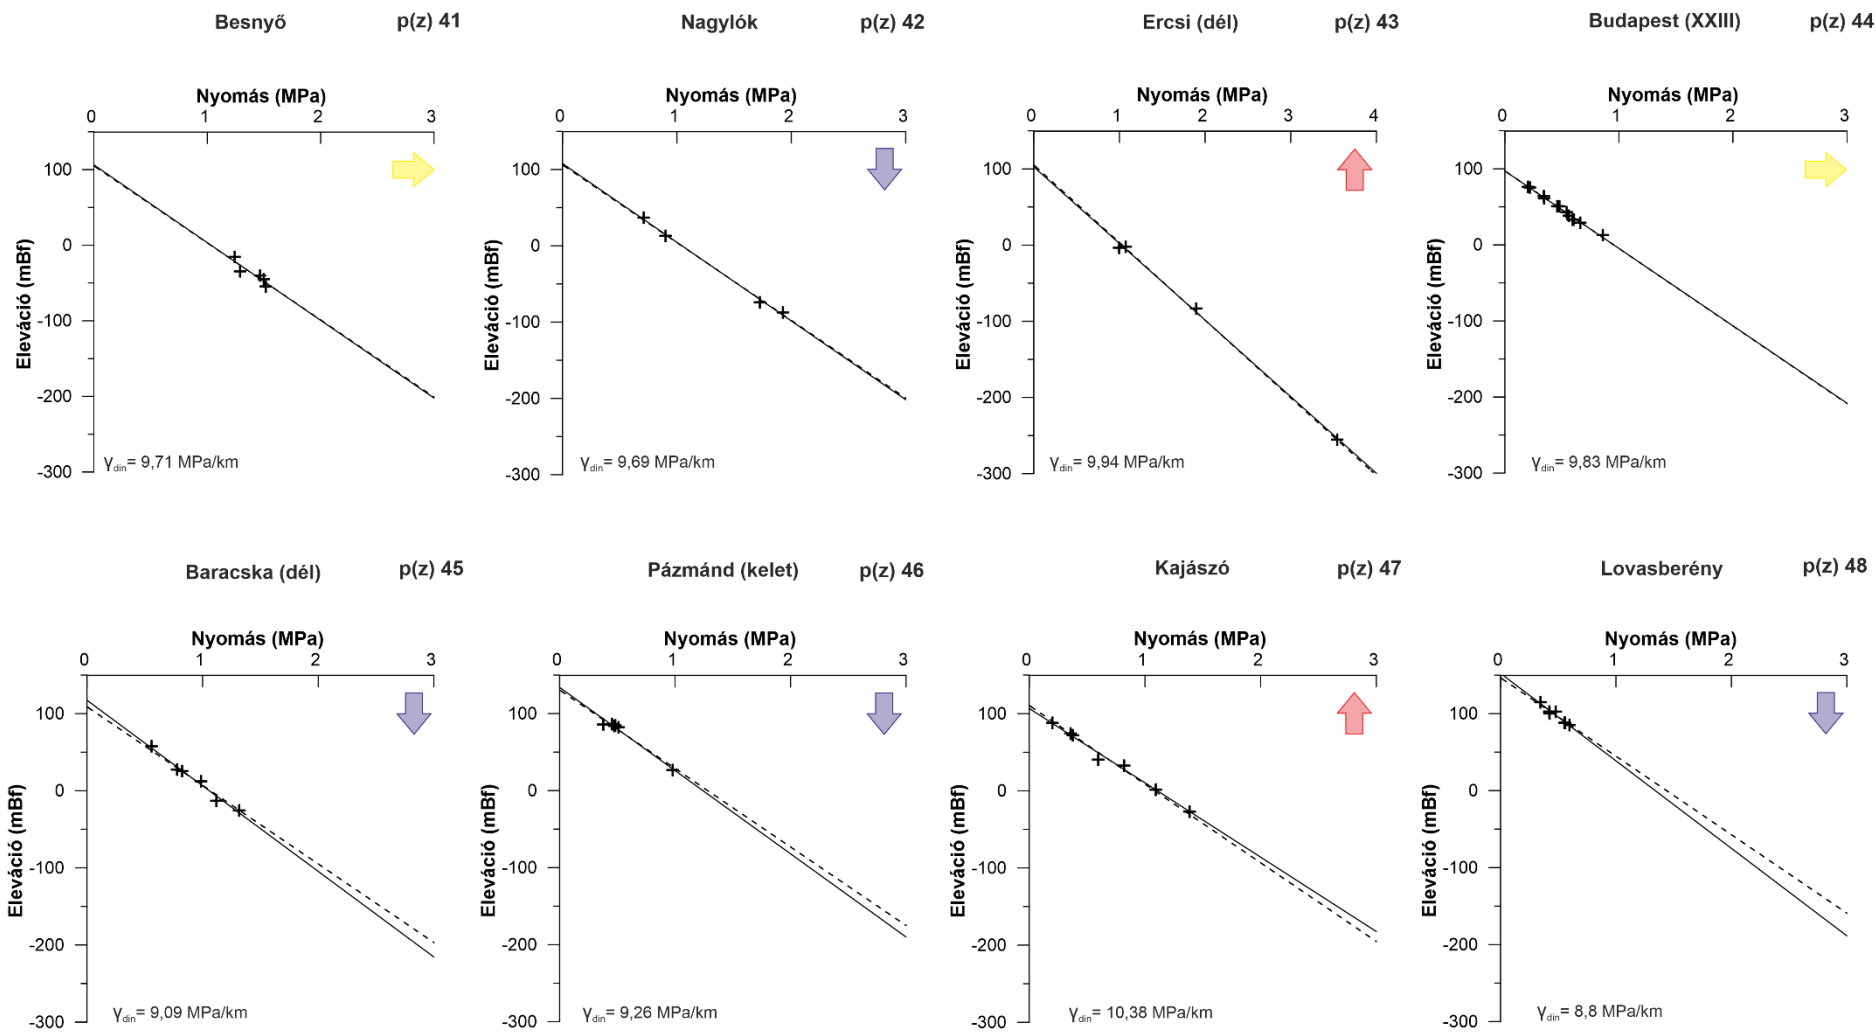 Besnyő p(z) 41
Nyomás (MPa)
0 1 2 3
100
0
-100
-200
-300
Eleváció (mBf)
γdin= 9,71 MPa/km
Nagylók p(z) 42
Nyomás (MPa)
0 1 2 3
100
0
-100
-200
-300
Eleváció (mBf)
γdin= 9,69 MPa/km
Ercsi (dél) p(z) 43
Nyomás (MPa)
0 1 2 3 4
100
0
-100
-200
-300
Eleváció (mBf)
γdin= 9,94 MPa/km
Budapest (XXIII) p(z) 44
Nyomás (MPa)
0 1 2 3
100
0
-100
-200
-300
Eleváció (mBf)
γdin= 9,83 MPa/km
Baracska (dél) p(z) 45
Nyomás (MPa)
0 1 2 3
100
0
-100
-200
-300
Eleváció (mBf)
γdin= 9,09 MPa/km
Pázmánd (kelet) p(z) 46
Nyomás (MPa)
0 1 2 3
100
0
-100
-200
-300
Eleváció (mBf)
γdin= 9,26 MPa/km
Kajászó p(z) 47
Nyomás (MPa)
0 1 2 3
100
0
-100
-200
-300
Eleváció (mBf)
γdin= 10,38 MPa/km
Lovasberény p(z) 48
Nyomás (MPa)
0 1 2 3
100
0
-100
-200
-300
Eleváció (mBf)
γdin= 8,8 MPa/km